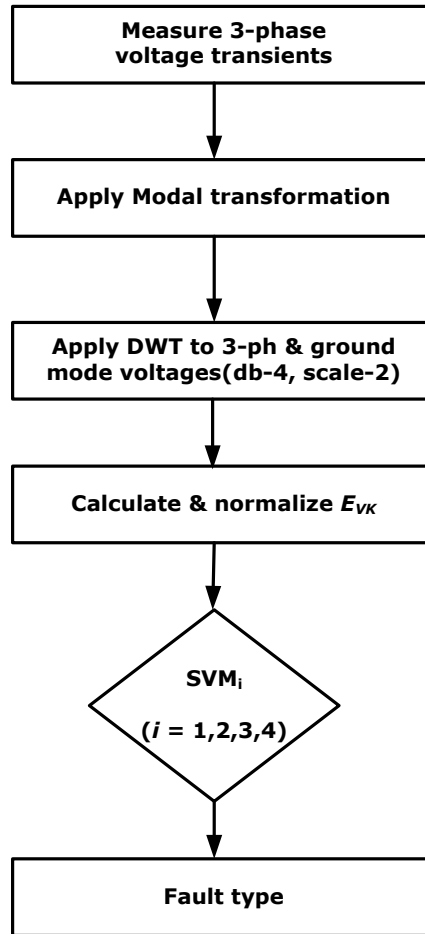 Measure 3-phase
voltage transients
Apply Modal transformation
Apply DWT to 3-ph & ground
mode voltages(db-4, scale-2)
Calculate & normalize E_VK
SVM_i
(i = 1,2,3,4)
Fault type